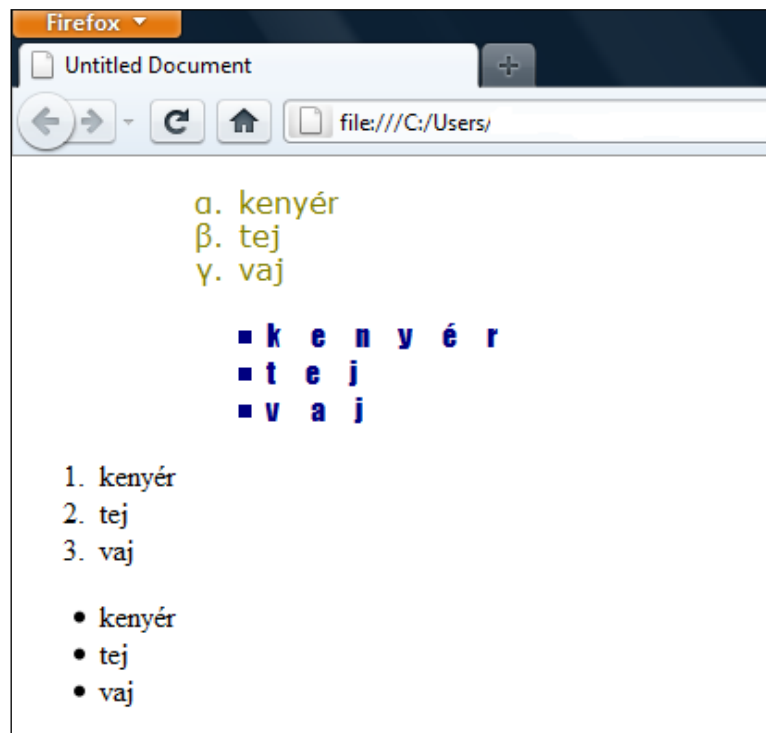 Firefox
Untitled Document
file:///C:/Users/
α. kenyér
β. tej
γ. vaj
▪ k e n y é r
▪ t e j
▪ v a j
1. kenyér
2. tej
3. vaj
• kenyér
• tej
• vaj